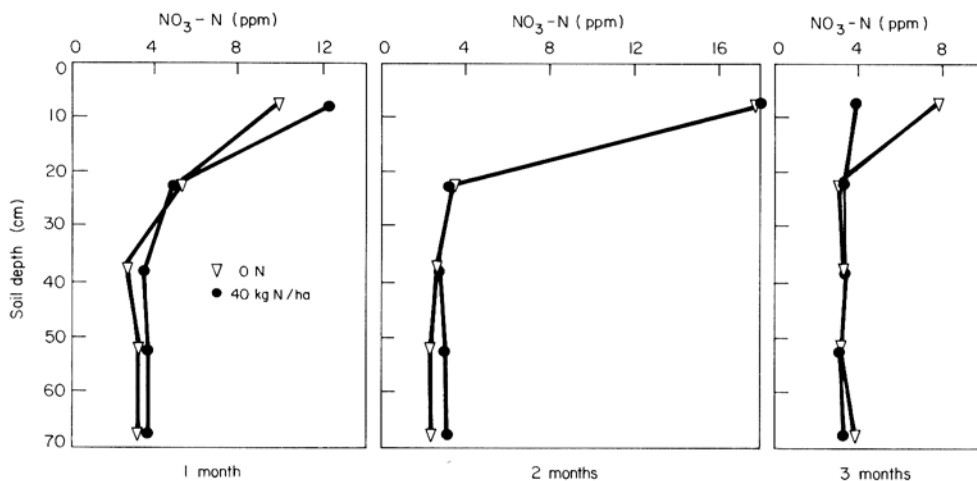 NO₃-N (ppm)
NO₃-N (ppm)
NO₃-N (ppm)
0 4 8 12
0 4 8 12 16
0 4 8
0
10
20
30
40
50
60
70
Soil depth (cm)
▽ 0 N
● 40 kg N/ha
1 month
2 months
3 months